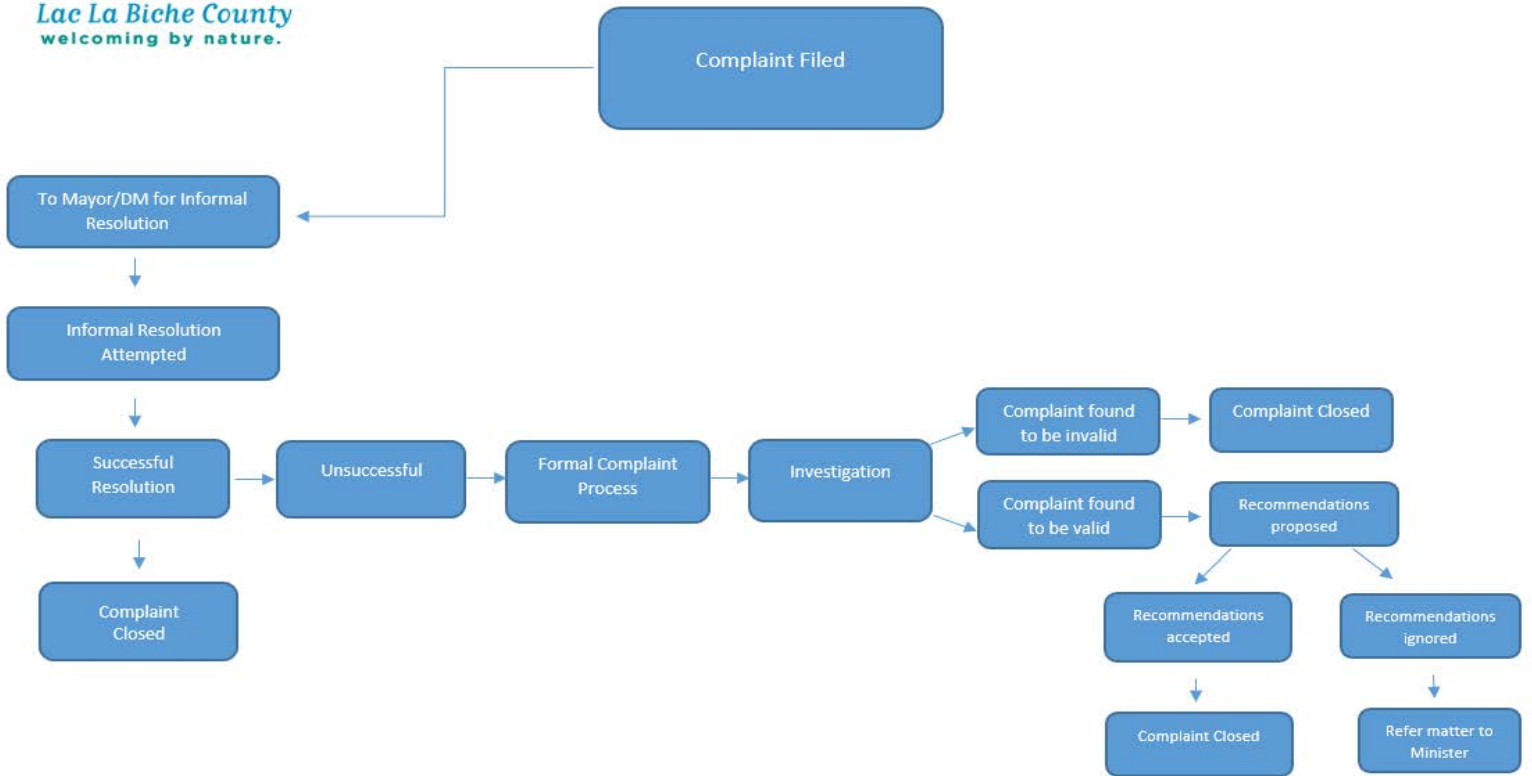 Lac La Biche County
welcoming by nature.
Complaint Filed
To Mayor/DM for Informal
Resolution
Informal Resolution
Attempted
Successful
Resolution
Unsuccessful
Formal Complaint
Process
Investigation
Complaint found
to be invalid
Complaint Closed
Complaint found
to be valid
Recommendations
proposed
Complaint
Closed
Recommendations
accepted
Recommendations
ignored
Complaint Closed
Refer matter to
Minister